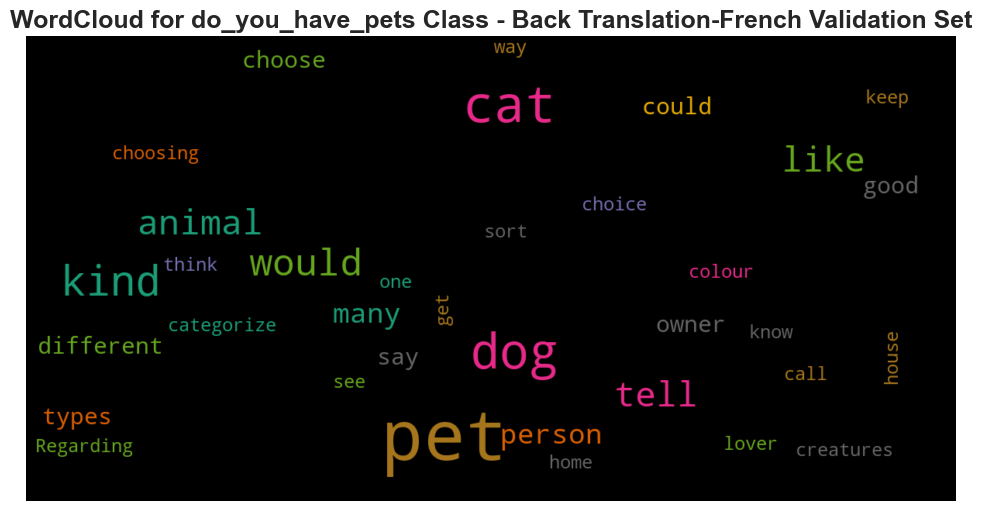 WordCloud for do_you_have_pets Class - Back Translation-French Validation Set
way
choose
cat
keep
could
choosing
like
good
choice
animal
sort
would
think
kind
colour
one
get
many
categorize
owner
know
different
say
dog
house
see
call
tell
types
pet
person
Regarding
lover
creatures
home